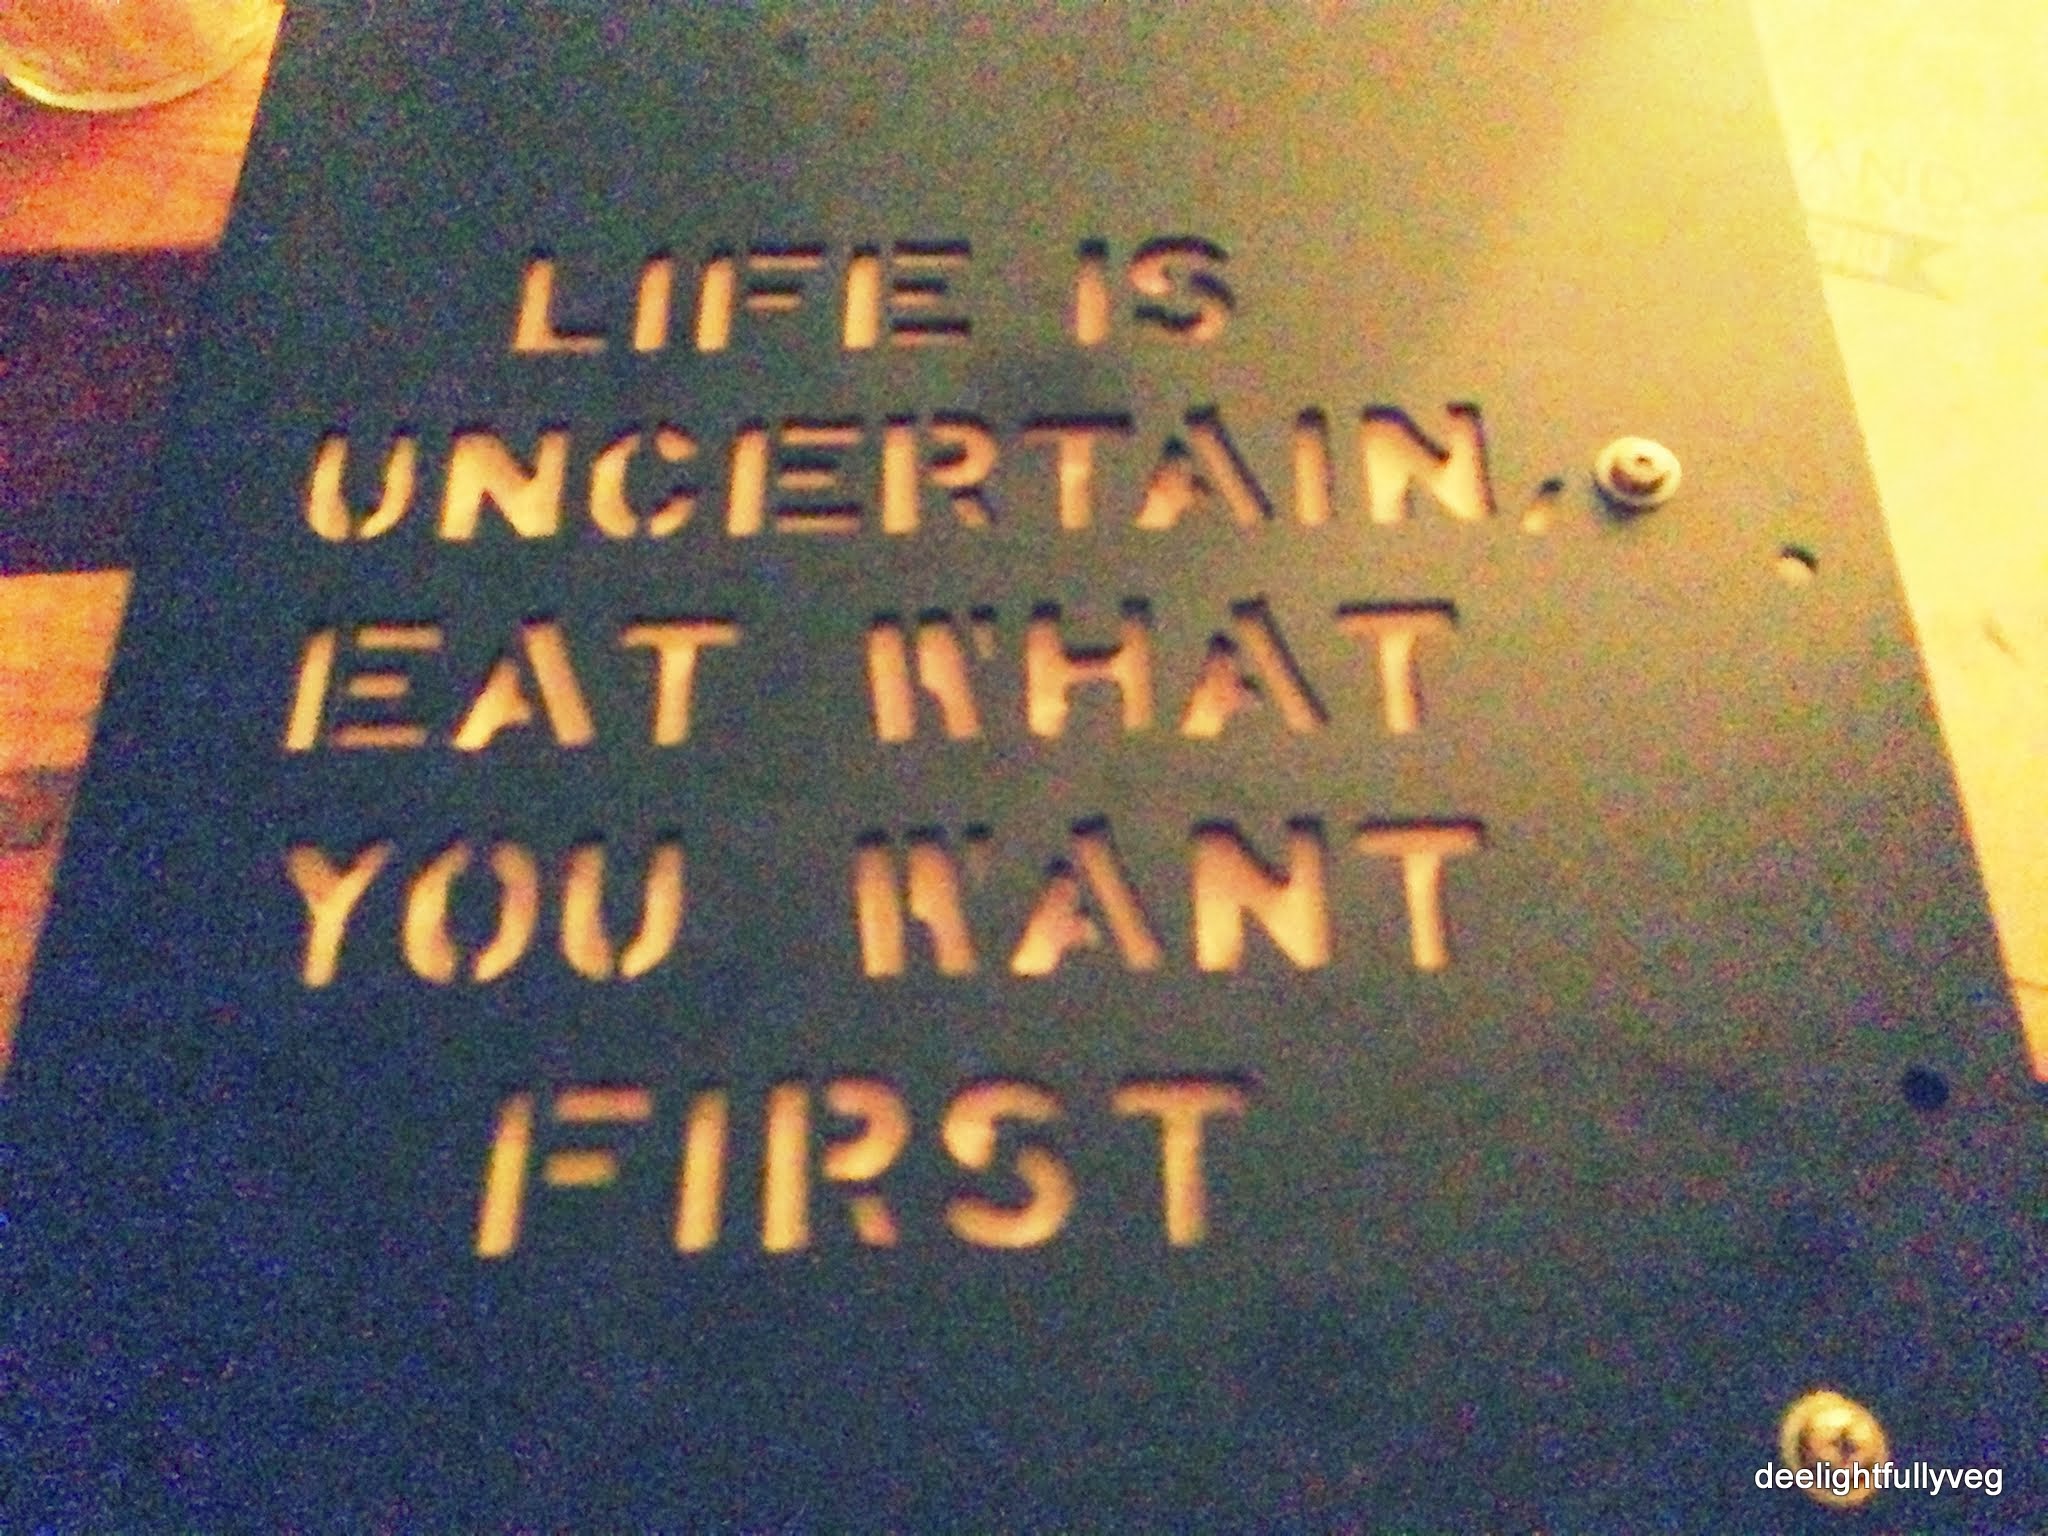 LIFE IS
UNCERTAIN,
EAT WHAT
YOU WANT
FIRST
deelightfullyveg